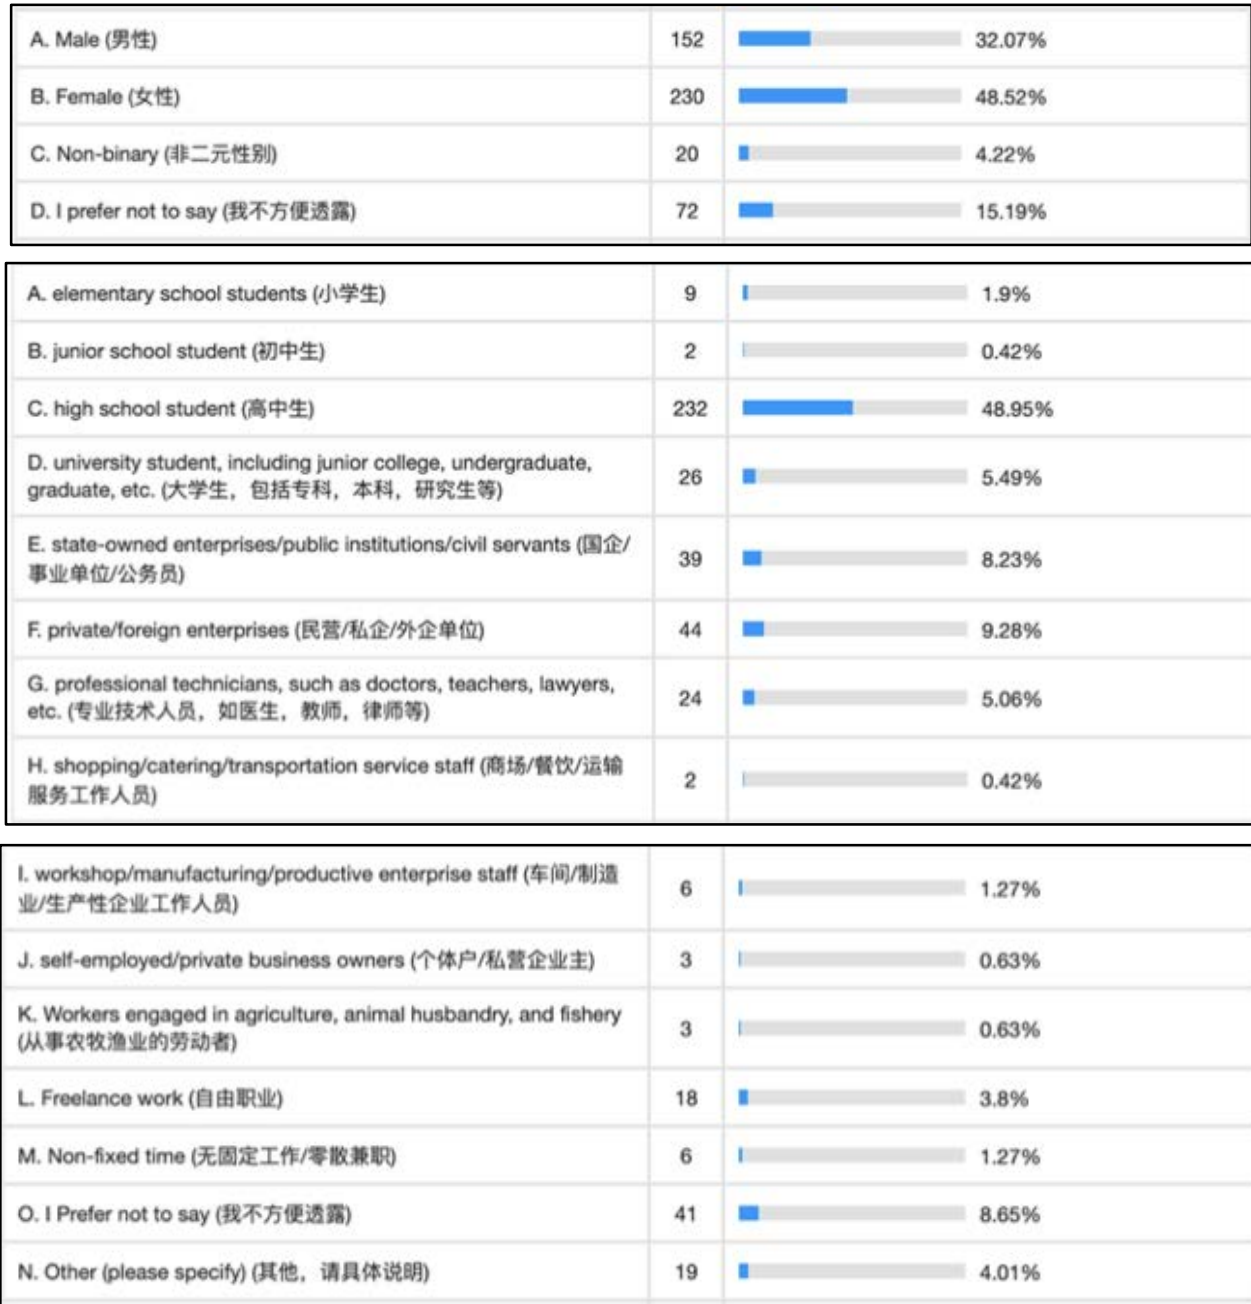 A. Male (男性) 152 32.07%
B. Female (女性) 230 48.52%
C. Non-binary (非二元性别) 20 4.22%
D. I prefer not to say (我不方便透露) 72 15.19%
A. elementary school students (小学生) 9 1.9%
B. junior school student (初中生) 2 0.42%
C. high school student (高中生) 232 48.95%
D. university student, including junior college, undergraduate,
graduate, etc. (大学生，包括专科，本科，研究生等) 26 5.49%
E. state-owned enterprises/public institutions/civil servants (国企/
事业单位/公务员) 39 8.23%
F. private/foreign enterprises (民营/私企/外企单位) 44 9.28%
G. professional technicians, such as doctors, teachers, lawyers,
etc. (专业技术人员，如医生，教师，律师等) 24 5.06%
H. shopping/catering/transportation service staff (商场/餐饮/运输
服务工作人员) 2 0.42%
I. workshop/manufacturing/productive enterprise staff (车间/制造
业/生产性企业工作人员) 6 1.27%
J. self-employed/private business owners (个体户/私营企业主) 3 0.63%
K. Workers engaged in agriculture, animal husbandry, and fishery
(从事农牧渔业的劳动者) 3 0.63%
L. Freelance work (自由职业) 18 3.8%
M. Non-fixed time (无固定工作/零散兼职) 6 1.27%
O. I Prefer not to say (我不方便透露) 41 8.65%
N. Other (please specify) (其他，请具体说明) 19 4.01%